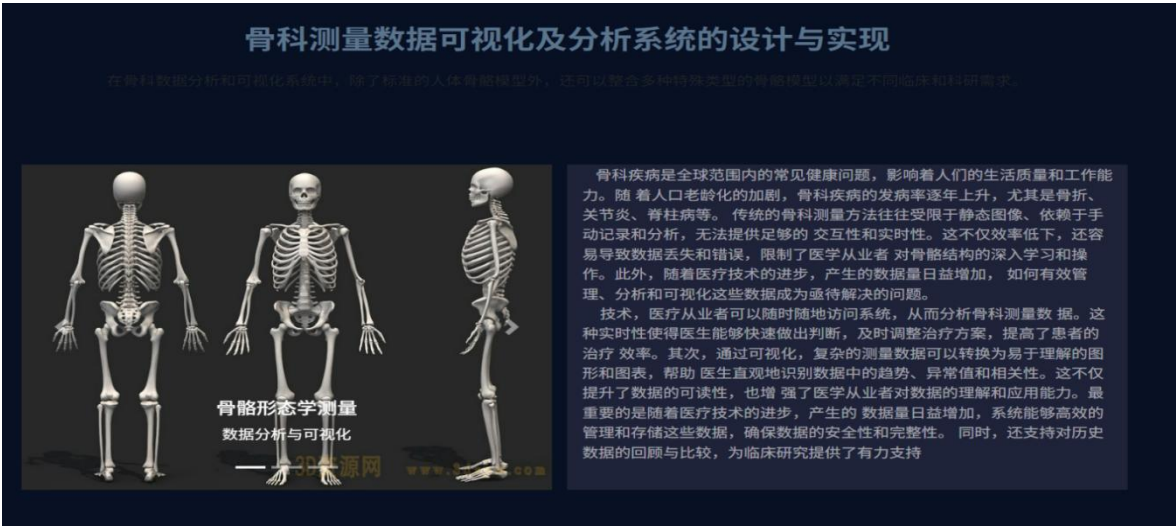 骨科测量数据可视化及分析系统的设计与实现
在骨科数据分析和可视化系统中，除了标准的人体骨骼模型外，还可以整合多种特殊类型的骨骼模型以满足不同临床和科研需求。
骨骼形态学测量
数据分析与可视化
3D 源网 www.3 .com
骨科疾病是全球范围内的常见健康问题，影响着人们的生活质量和工作能
力。随 着人口老龄化的加剧，骨科疾病的发病率逐年上升，尤其是骨折、
关节炎、脊柱病等。 传统的骨科测量方法往往受限于静态图像、依赖于手
动记录和分析，无法提供足够的 交互性和实时性。这不仅效率低下，还容
易导致数据丢失和错误，限制了医学从业者 对骨骼结构的深入学习和操
作。此外，随着医疗技术的进步，产生的数据量日益增加， 如何有效管
理、分析和可视化这些数据成为亟待解决的问题。
技术，医疗从业者可以随时随地访问系统，从而分析骨科测量数 据。这
种实时性使得医生能够快速做出判断，及时调整治疗方案，提高了患者的
治疗 效率。其次，通过可视化，复杂的测量数据可以转换为易于理解的图
形和图表，帮助 医生直观地识别数据中的趋势、异常值和相关性。这不仅
提升了数据的可读性，也增 强了医学从业者对数据的理解和应用能力。最
重要的是随着医疗技术的进步，产生的 数据量日益增加，系统能够高效的
管理和存储这些数据，确保数据的安全性和完整性。 同时，还支持对历史
数据的回顾与比较，为临床研究提供了有力支持